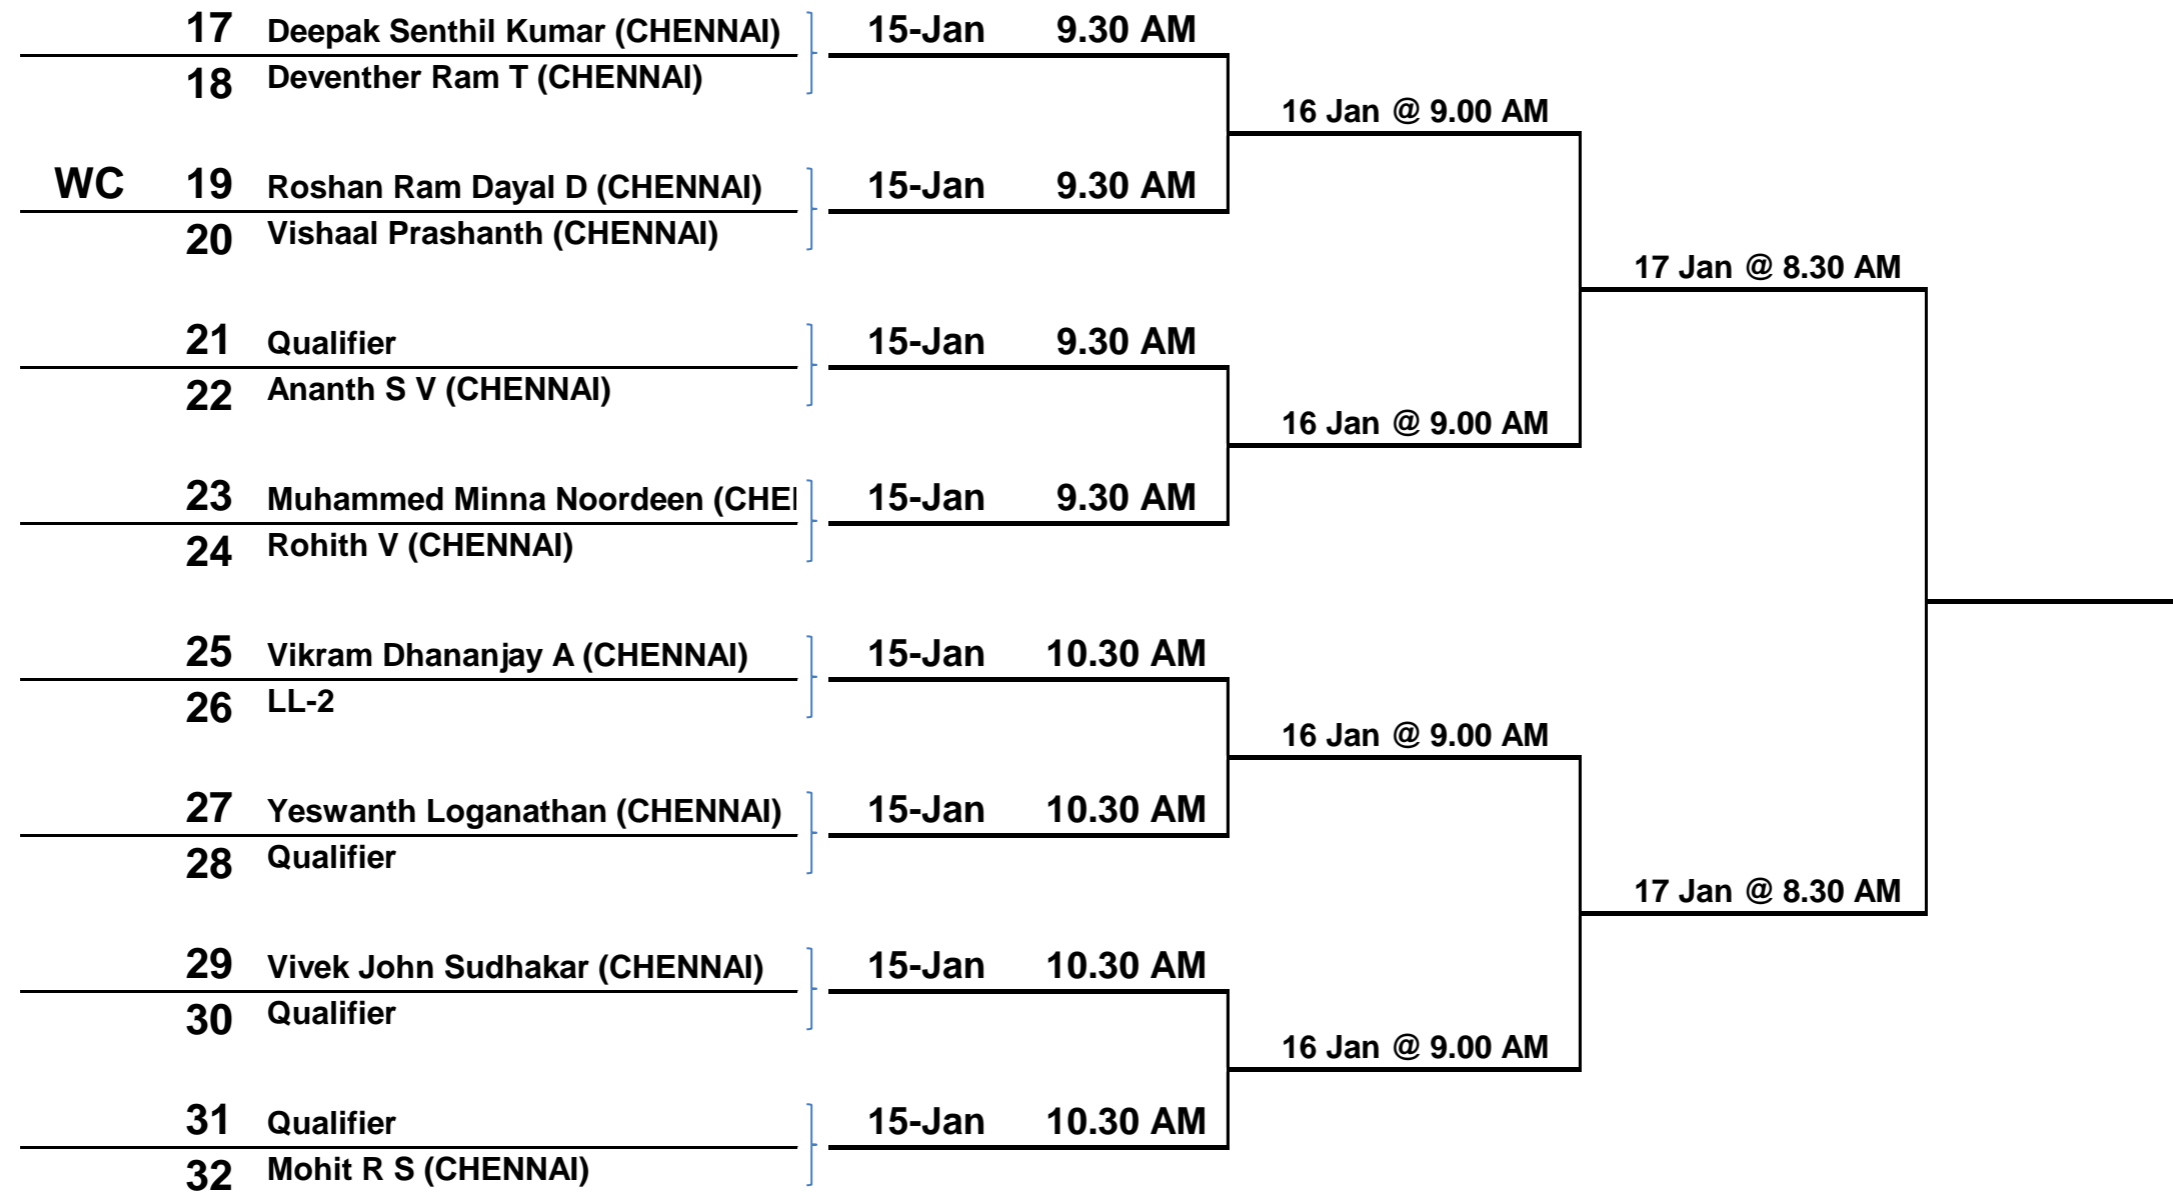 17 Deepak Senthil Kumar (CHENNAI) 15-Jan 9.30 AM
18 Deventher Ram T (CHENNAI)
16 Jan @ 9.00 AM
WC 19 Roshan Ram Dayal D (CHENNAI) 15-Jan 9.30 AM
20 Vishaal Prashanth (CHENNAI)
17 Jan @ 8.30 AM
21 Qualifier 15-Jan 9.30 AM
22 Ananth S V (CHENNAI)
16 Jan @ 9.00 AM
23 Muhammed Minna Noordeen (CHE 15-Jan 9.30 AM
24 Rohith V (CHENNAI)
25 Vikram Dhananjay A (CHENNAI) 15-Jan 10.30 AM
26 LL-2
16 Jan @ 9.00 AM
27 Yeswanth Loganathan (CHENNAI) 15-Jan 10.30 AM
28 Qualifier
17 Jan @ 8.30 AM
29 Vivek John Sudhakar (CHENNAI) 15-Jan 10.30 AM
30 Qualifier
16 Jan @ 9.00 AM
31 Qualifier 15-Jan 10.30 AM
32 Mohit R S (CHENNAI)